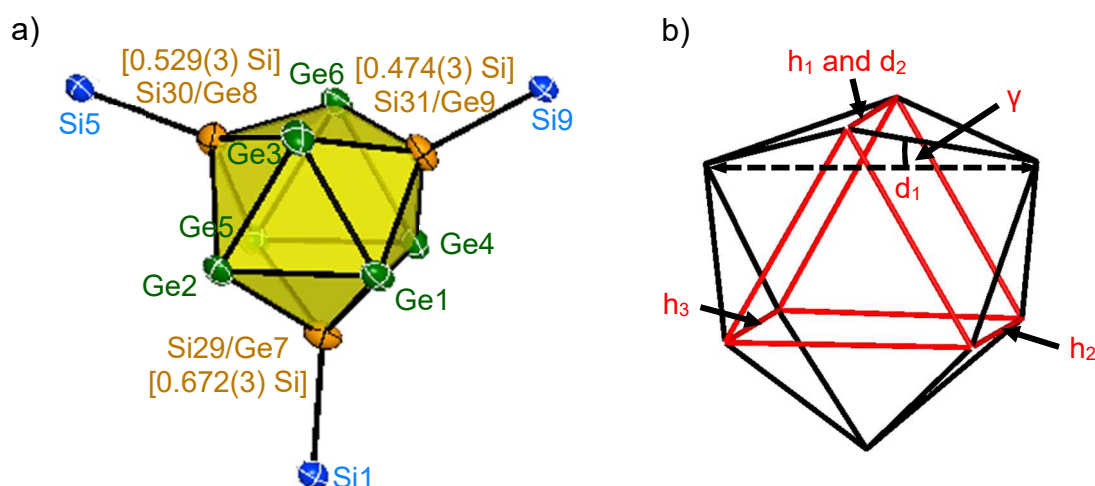 a)
[0.529(3) Si]
Si30/Ge8
Ge6
[0.474(3) Si]
Si31/Ge9
Si5
Si9
Ge3
Ge5
Ge4
Ge2
Ge1
Si29/Ge7
[0.672(3) Si]
Si1
b)
h₁ and d₂
γ
d₁
h₃
h₂